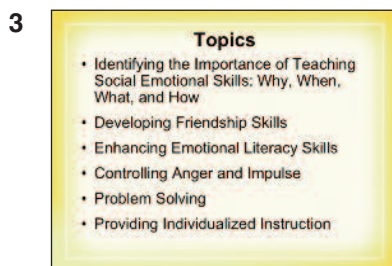 3
Topics
• Identifying the Importance of Teaching
Social Emotional Skills: Why, When,
What, and How
• Developing Friendship Skills
• Enhancing Emotional Literacy Skills
• Controlling Anger and Impulse
• Problem Solving
• Providing Individualized Instruction